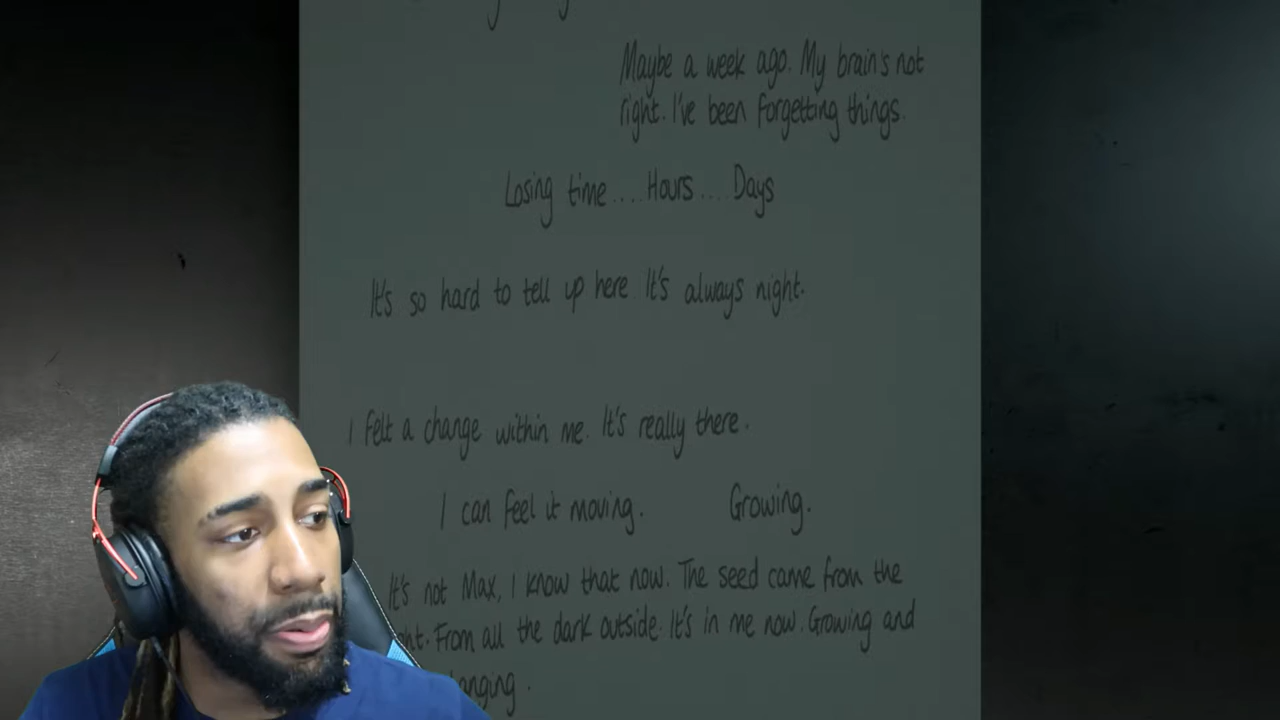 Maybe a week ago. My brain's not
right. I've been forgetting things.
Losing time....Hours....Days
It's so hard to tell up here It's always night.
I felt a change within me. It's really there.
I can feel it moving. Growing.
It's not Max, I know that now. The seed came from the
From all the dark outside. It's in me now. Growing and